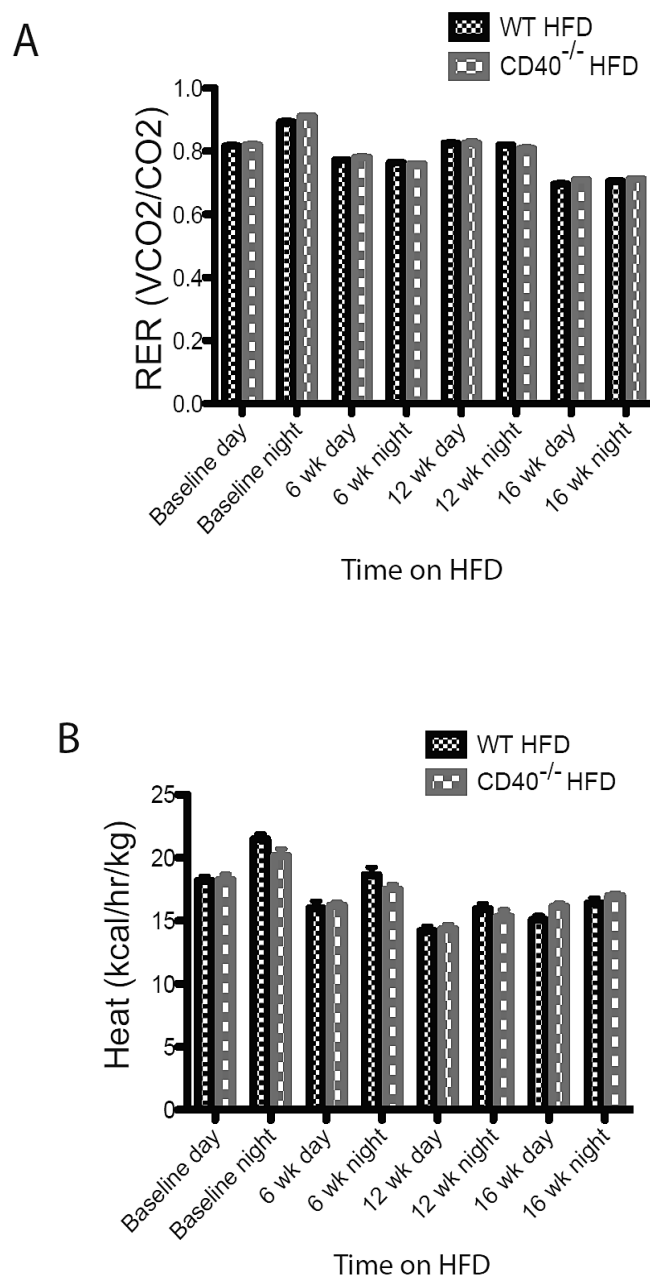 A
WT HFD
CD40-/- HFD
RER (VCO2/CO2)
1.0
0.8
0.6
0.4
0.2
0.0
Baseline day
Baseline night
6 wk day
6 wk night
12 wk day
12 wk night
16 wk day
16 wk night
Time on HFD
B
WT HFD
CD40-/- HFD
Heat (kcal/hr/kg)
25
20
15
10
5
0
Baseline day
Baseline night
6 wk day
6 wk night
12 wk day
12 wk night
16 wk day
16 wk night
Time on HFD